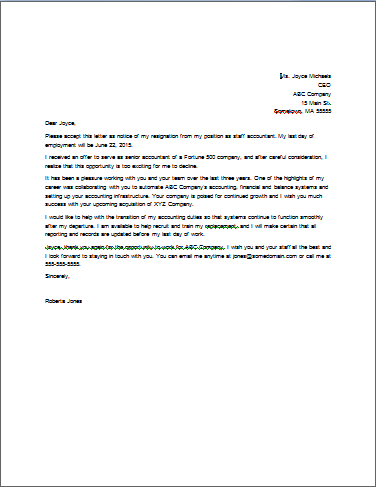 Ms. Joyce Michaels
CEO
ABC Company
15 Main St.
Sometown, MA 55555
Dear Joyce,
Please accept this letter as notice of my resignation from my position as staff accountant. My last day of
employment will be June 22, 2015.
I received an offer to serve as senior accountant of a Fortune 500 company, and after careful consideration, I
realize that this opportunity is too exciting for me to decline.
It has been a pleasure working with you and your team over the last three years. One of the highlights of my
career was collaborating with you to automate ABC Company's accounting, financial and balance systems and
setting up your accounting infrastructure. Your company is poised for continued growth and I wish you much
success with your upcoming acquisition of XYZ Company.
I would like to help with the transition of my accounting duties so that systems continue to function smoothly
after my departure. I am available to help recruit and train my replacement, and I will make certain that all
reporting and records are updated before my last day of work.
Joyce, thank you again for the opportunity to work for ABC Company. I wish you and your staff all the best and
I look forward to staying in touch with you. You can email me anytime at jones@somedomain.com or call me at
555-555-5555.
Sincerely,
Roberta Jones